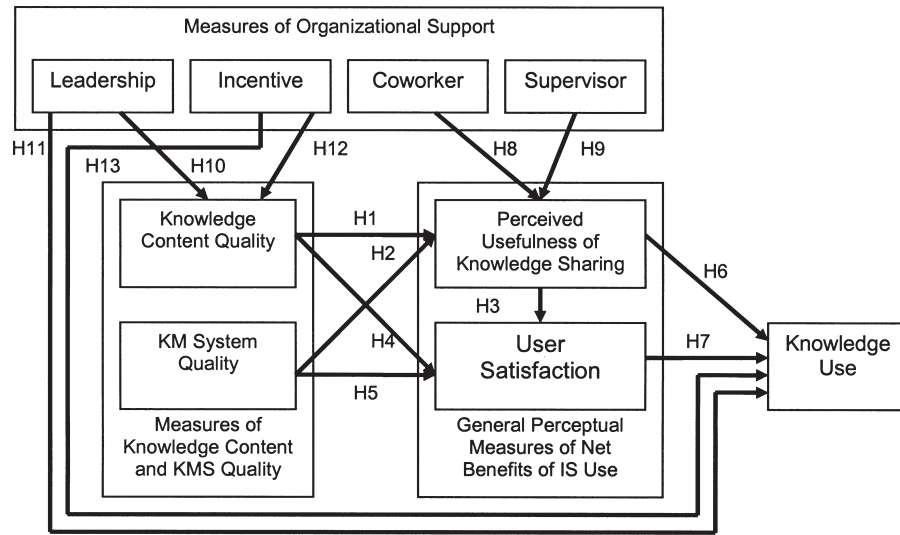 Measures of Organizational Support
Leadership
Incentive
Coworker
Supervisor
H11
H13
H10
H12
H8
H9
Knowledge
Content Quality
H1
H2
Perceived
Usefulness of
Knowledge Sharing
H6
H3
KM System
Quality
H4
H5
User
Satisfaction
H7
Knowledge
Use
Measures of
Knowledge Content
and KMS Quality
General Perceptual
Measures of Net
Benefits of IS Use